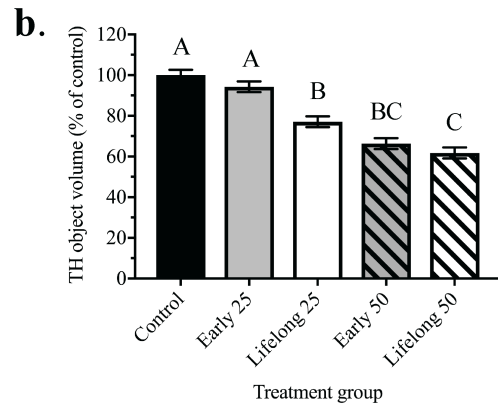 b.
TH object volume (% of control)
120
100
80
60
40
20
0
A
A
B
BC
C
Control
Early 25
Lifelong 25
Early 50
Lifelong 50
Treatment group